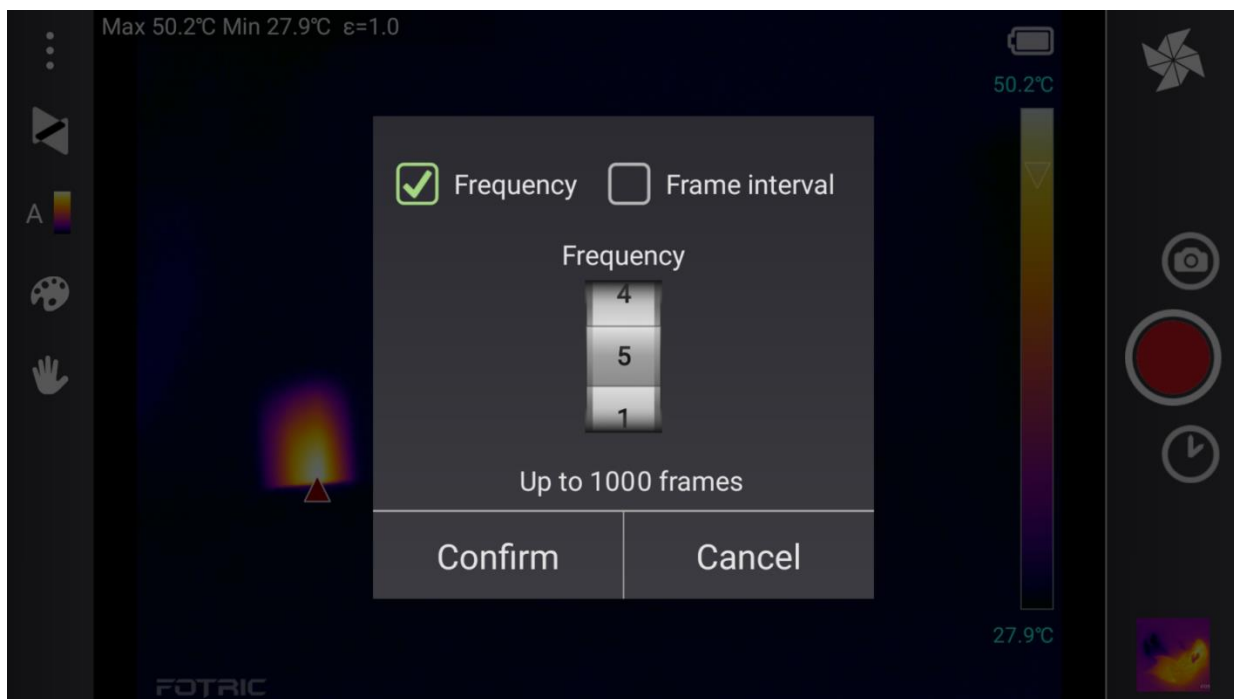 Max 50.2℃ Min 27.9℃ ε=1.0
50.2℃
A
Frequency Frame interval
Frequency
4
5
1
Up to 1000 frames
Confirm Cancel
27.9℃
FOTRIC